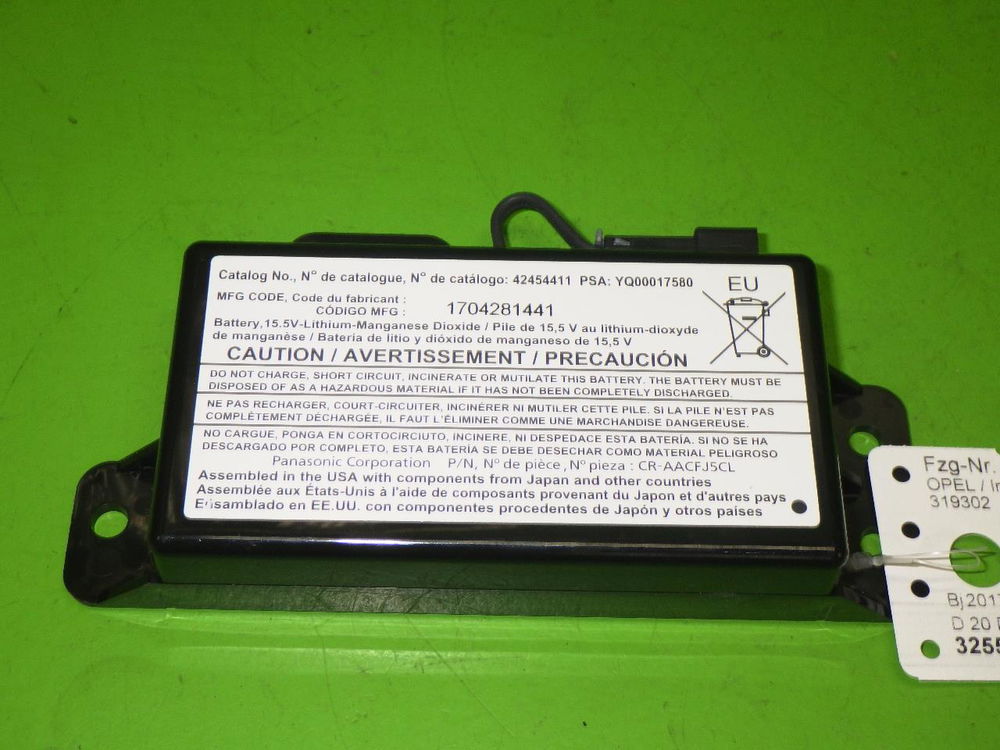 Catalog No., N° de catalogue, N° de catálogo: 42454411 PSA: YQ00017580
EU
MFG CODE, Code du fabricant :
CÓDIGO MFG : 1704281441
Battery,15.5V-Lithium-Manganese Dioxide / Pile de 15,5 V au lithium-dioxyde
de manganèse / Batería de litio y dióxido de manganeso de 15,5 V
CAUTION / AVERTISSEMENT / PRECAUCIÓN
DO NOT CHARGE, SHORT CIRCUIT, INCINERATE OR MUTILATE THIS BATTERY. THE BATTERY MUST BE
DISPOSED OF AS A HAZARDOUS MATERIAL IF IT HAS NOT BEEN COMPLETELY DISCHARGED.
NE PAS RECHARGER, COURT-CIRCUITER, INCINÉRER NI MUTILER CETTE PILE. SI LA PILE N'EST PAS
COMPLÈTEMENT DÉCHARGÉE, IL FAUT L'ÉLIMINER COMME UNE MARCHANDISE DANGEREUSE.
NO CARGUE, PONGA EN CORTOCIRCIUTO, INCINERE, NI DESPEDACE ESTA BATERÍA. SI NO SE HA
DESCARGADO POR COMPLETO, ESTA BATERÍA SE DEBE DESECHAR COMO MATERIAL PELIGROSO
Panasonic Corporation P/N, Nº de pièce, Nº pieza : CR-AACFJ5CL
Assembled in the USA with components from Japan and other countries
Assemblée aux États-Unis à l'aide de composants provenant du Japon et d'autres pays
Ensamblado en EE.UU. con componentes procedentes de Japón y otros países
Fzg-Nr.
OPEL / In
319302
Bj2017
D 20
3255